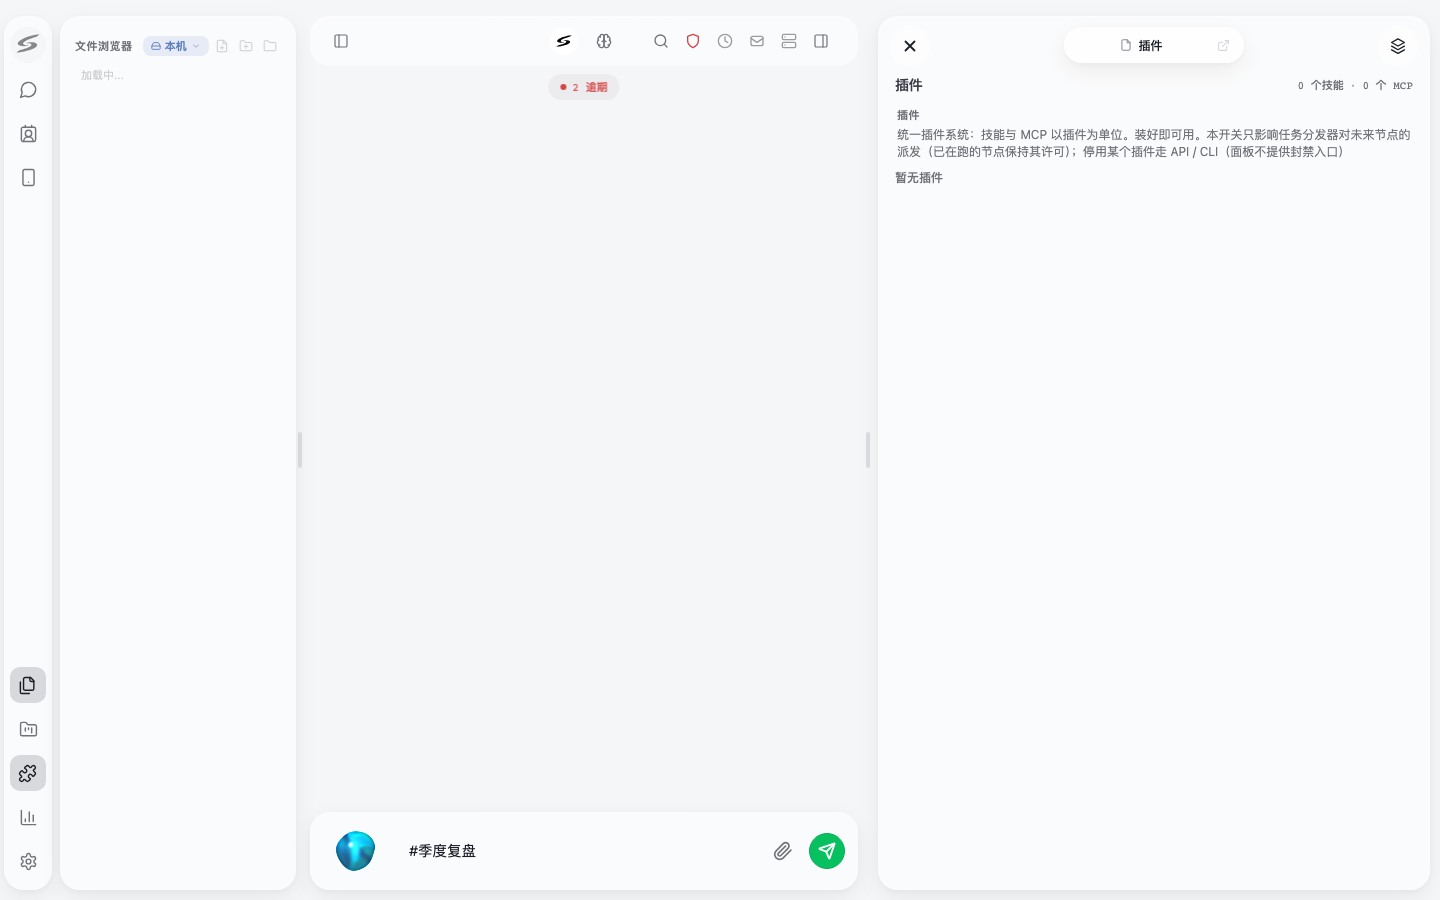 文件浏览器
本机
加载中...
2 逾期
#季度复盘
插件
插件
0 个技能 · 0 个 MCP
插件
统一插件系统：技能与 MCP 以插件为单位。装好即可用。本开关只影响任务分发器对未来节点的
派发（已在跑的节点保持其许可）；停用某个插件走 API / CLI（面板不提供封禁入口）
暂无插件